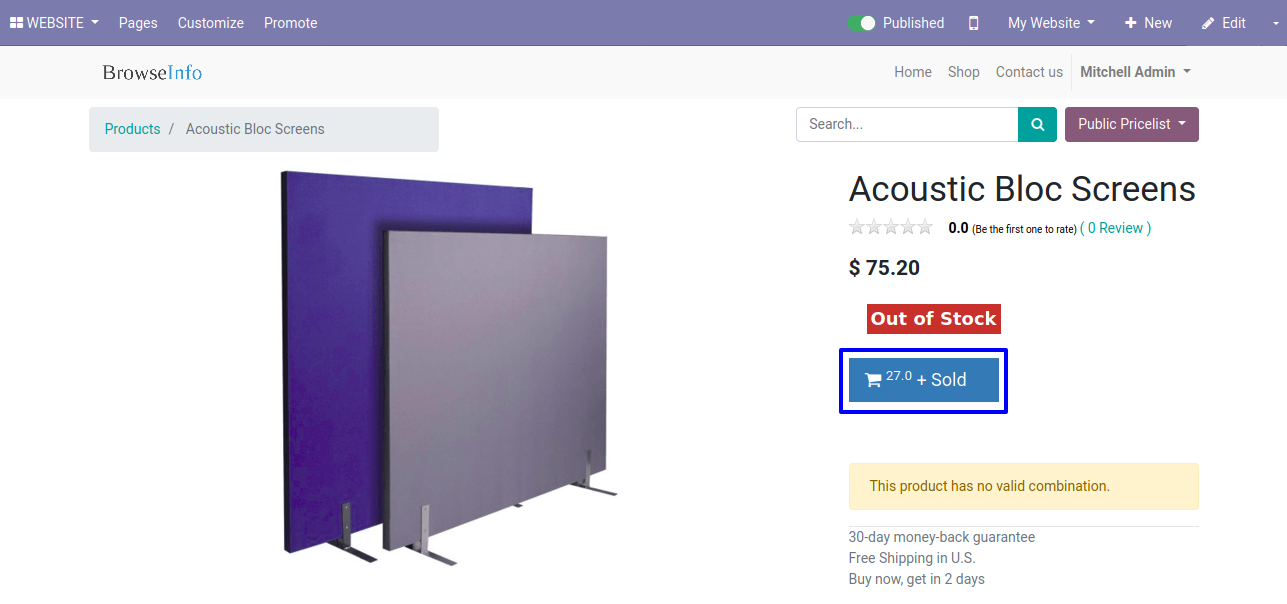 WEBSITE Pages Customize Promote Published My Website New Edit
BrowseInfo Home Shop Contact us Mitchell Admin
Products / Acoustic Bloc Screens
Search... Public Pricelist
Acoustic Bloc Screens
0.0 (Be the first one to rate) ( 0 Review )
$ 75.20
Out of Stock
27.0 + Sold
This product has no valid combination.
30-day money-back guarantee
Free Shipping in U.S.
Buy now, get in 2 days